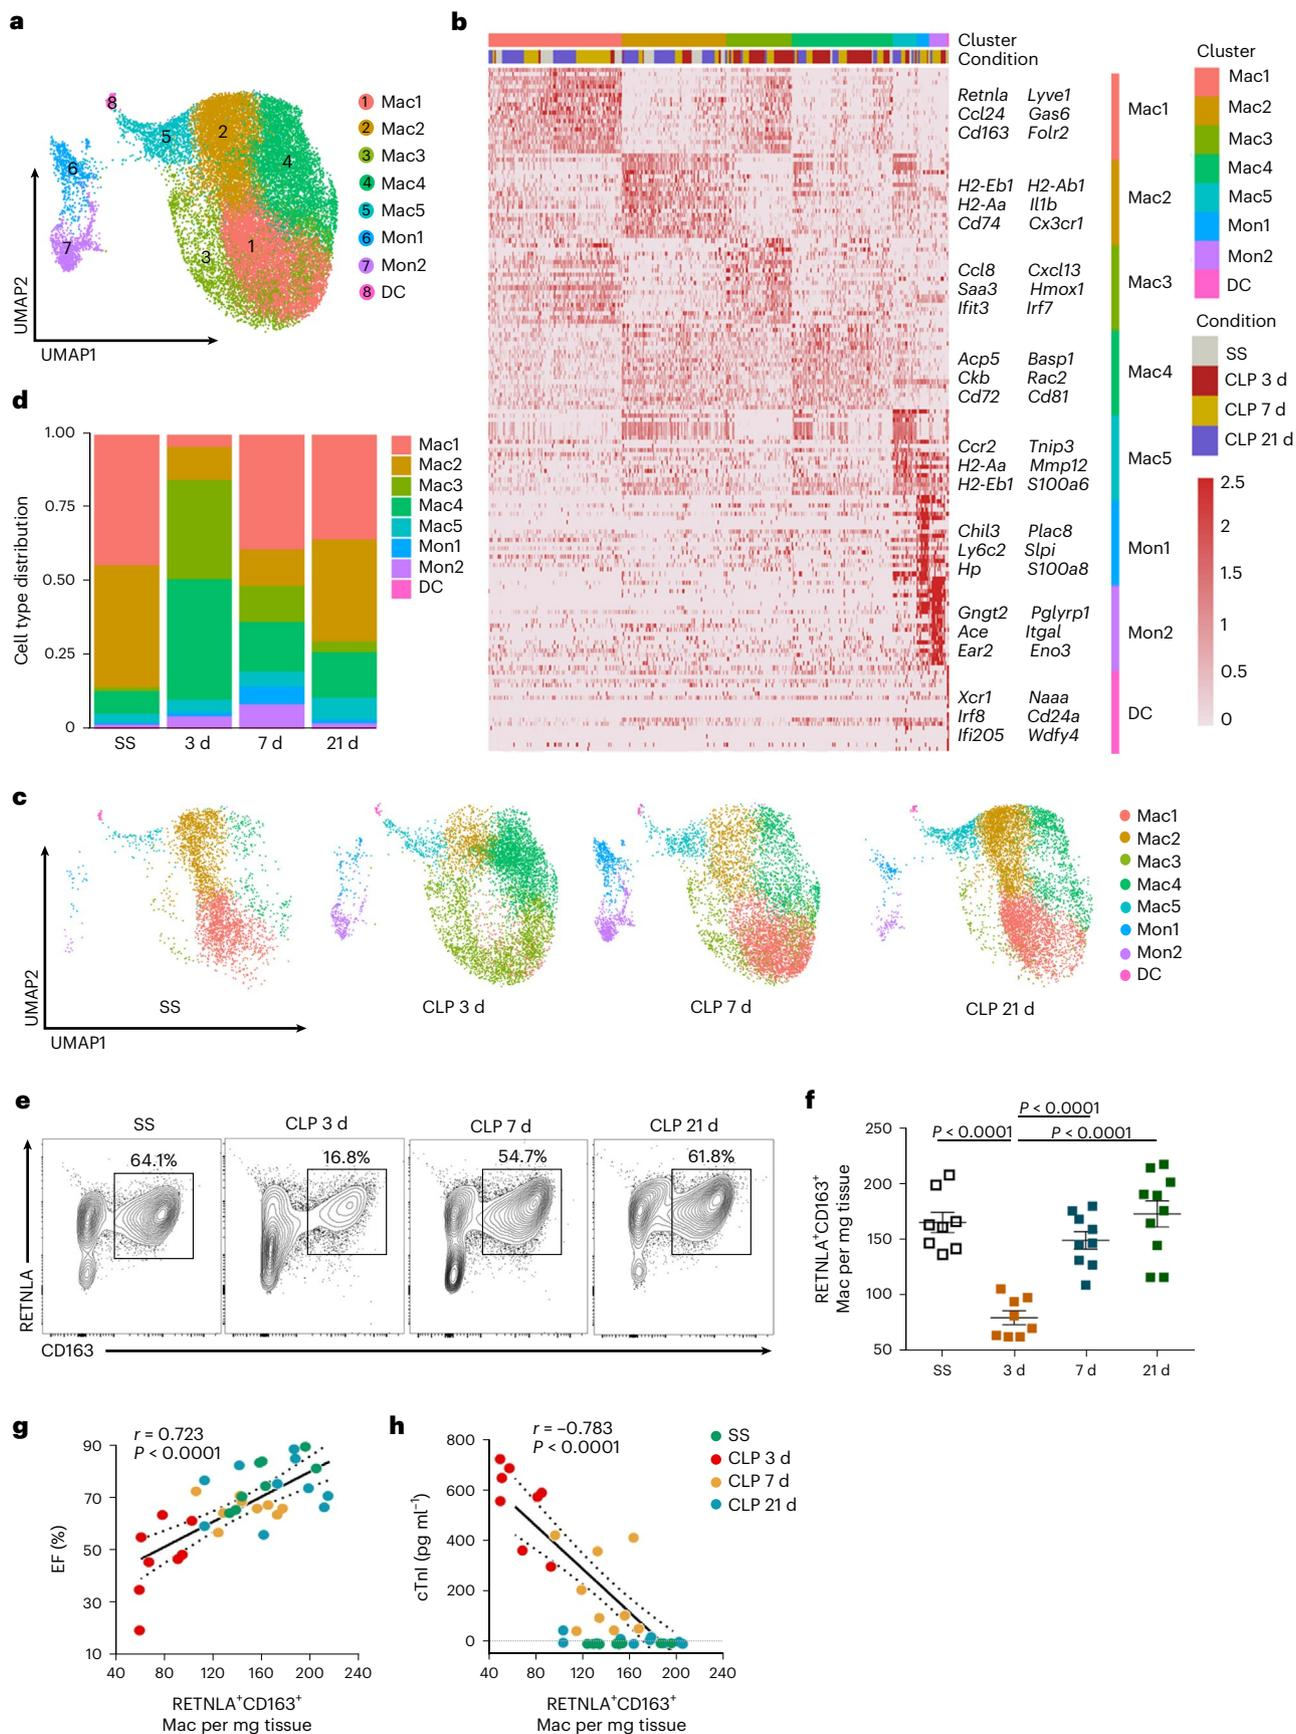 a
8
5
2
4
6
7
3
1
UMAP2
UMAP1
1 Mac1
2 Mac2
3 Mac3
4 Mac4
5 Mac5
6 Mon1
7 Mon2
8 DC
b
Cluster
Condition
Retnla Lyve1
Ccl24 Gas6
Cd163 Folr2
H2-Eb1 H2-Ab1
H2-Aa Il1b
Cd74 Cx3cr1
Ccl8 Cxcl13
Saa3 Hmox1
Ifit3 Irf7
Acp5 Basp1
Ckb Rac2
Cd72 Cd81
Ccr2 Tnip3
H2-Aa Mmp12
H2-Eb1 S100a6
Chil3 Plac8
Ly6c2 Slpi
Hp S100a8
Gngt2 Pglyrp1
Ace Itgal
Ear2 Eno3
Xcr1 Naaa
Irf8 Cd24a
Ifi205 Wdfy4
Mac1
Mac2
Mac3
Mac4
Mac5
Mon1
Mon2
DC
Cluster
Mac1
Mac2
Mac3
Mac4
Mac5
Mon1
Mon2
DC
Condition
SS
CLP 3 d
CLP 7 d
CLP 21 d
2.5
2
1.5
1
0.5
0
d
Cell type distribution
1.00
0.75
0.50
0.25
0
SS 3 d 7 d 21 d
Mac1
Mac2
Mac3
Mac4
Mac5
Mon1
Mon2
DC
c
UMAP2
UMAP1
SS
CLP 3 d
CLP 7 d
CLP 21 d
Mac1
Mac2
Mac3
Mac4
Mac5
Mon1
Mon2
DC
e
SS CLP 3 d CLP 7 d CLP 21 d
64.1% 16.8% 54.7% 61.8%
RETNLA
CD163
f
P < 0.0001
P < 0.0001 P < 0.0001
RETNLA⁺CD163⁺
Mac per mg tissue
250
200
150
100
50
SS 3 d 7 d 21 d
g
r = 0.723
P < 0.0001
EF (%)
90
70
50
30
10
40 80 120 160 200 240
RETNLA⁺CD163⁺
Mac per mg tissue
h
r = –0.783
P < 0.0001
cTnI (pg ml⁻¹)
800
600
400
200
0
40 80 120 160 200 240
RETNLA⁺CD163⁺
Mac per mg tissue
SS
CLP 3 d
CLP 7 d
CLP 21 d